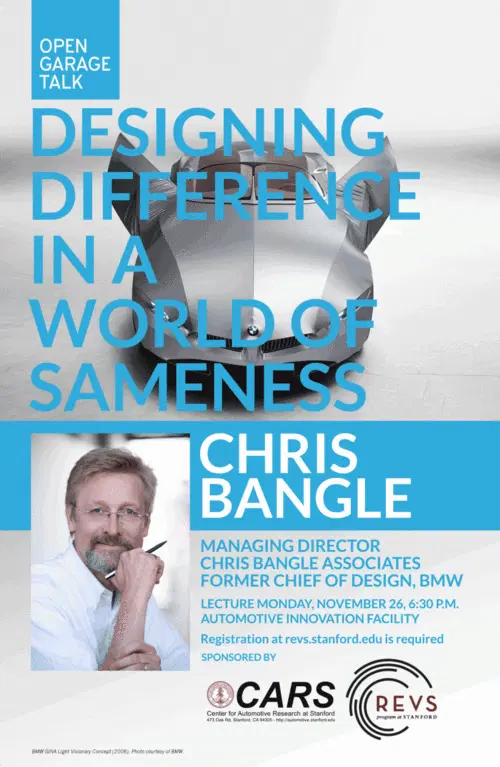 OPEN
GARAGE
TALK
DESIGNING
DIFFERENCE
IN A
WORLD OF
SAMENESS
CHRIS
BANGLE
MANAGING DIRECTOR
CHRIS BANGLE ASSOCIATES
FORMER CHIEF OF DESIGN, BMW
LECTURE MONDAY, NOVEMBER 26, 6:30 P.M.
AUTOMOTIVE INNOVATION FACILITY
Registration at revs.stanford.edu is required
SPONSORED BY
CARS
Center for Automotive Research at Stanford
473 Oak Rd, Stanford, CA 94305 - http://automotive.stanford.edu
REVS
program at STANFORD
BMW GINA Light Visionary Concept (2008). Photo courtesy of BMW.